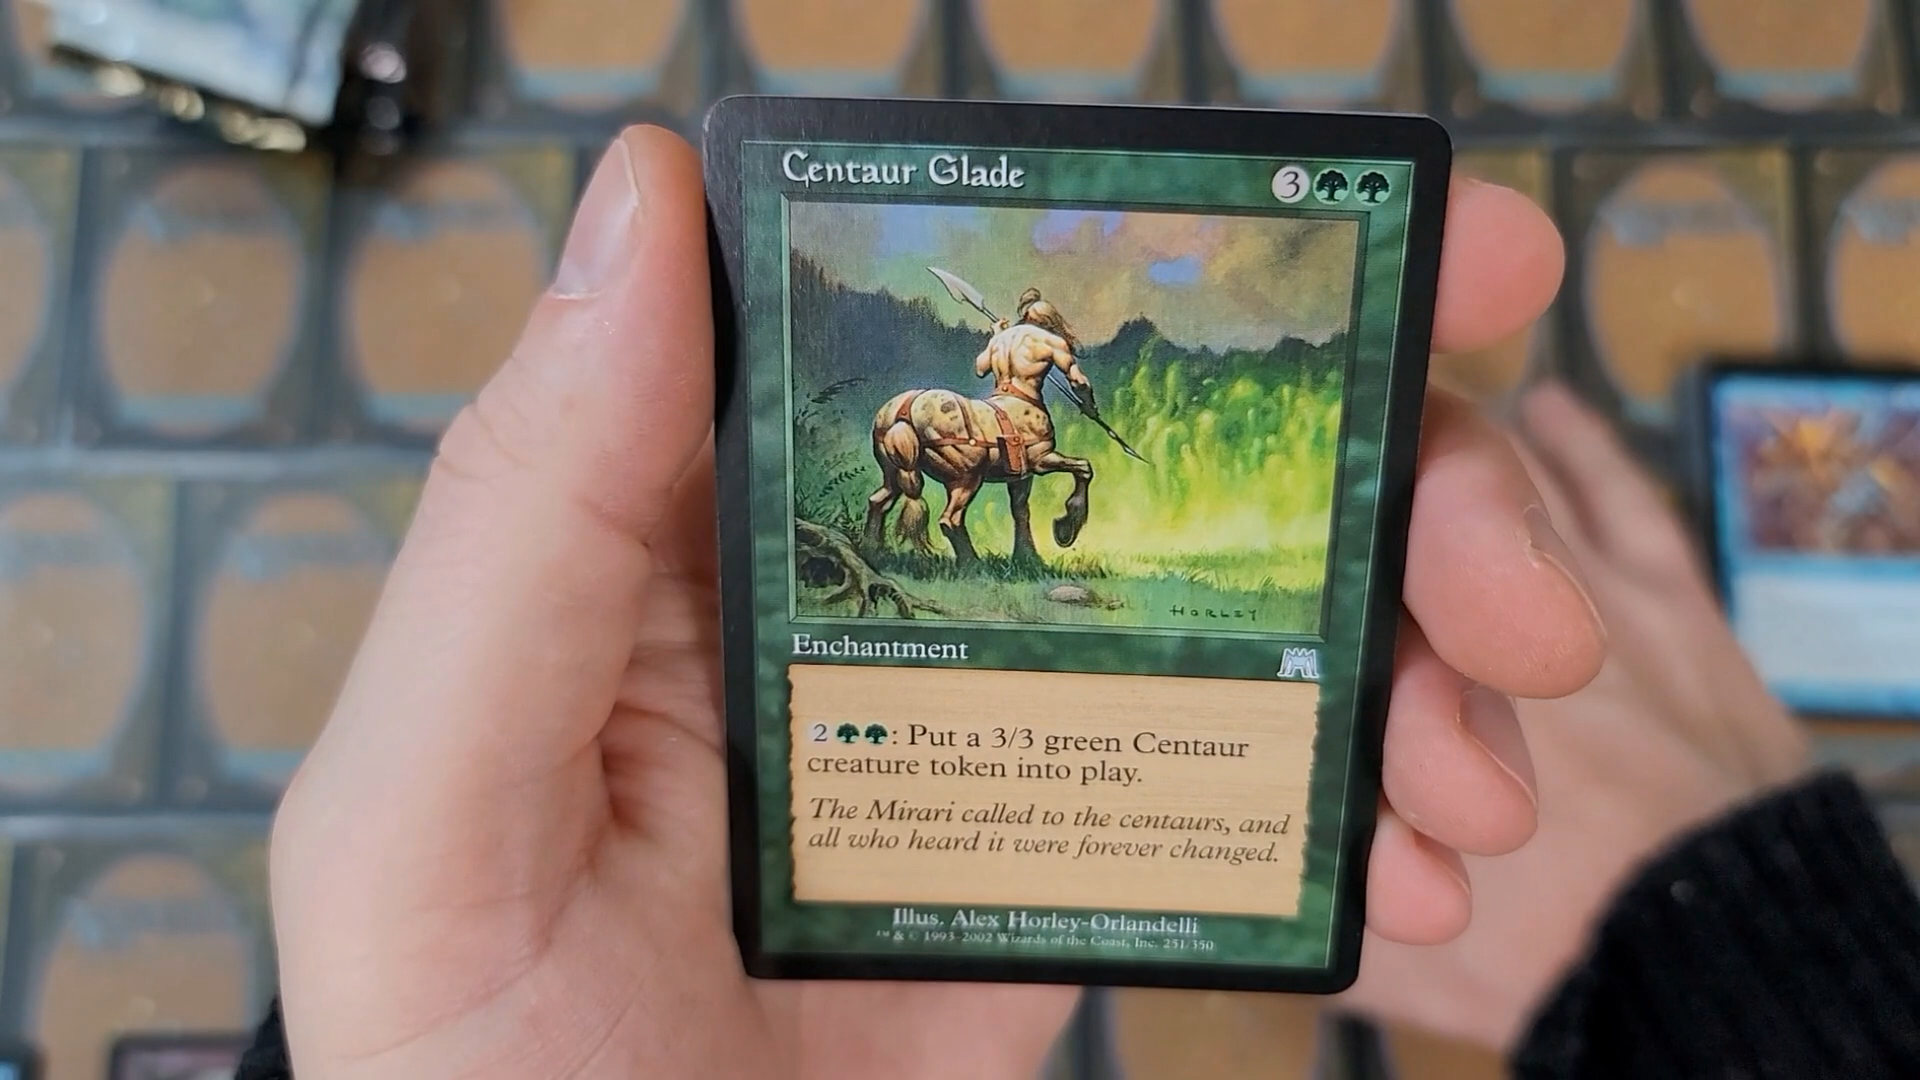 Centaur Glade 3
HORLEY
Enchantment
2 : Put a 3/3 green Centaur
creature token into play.
The Mirari called to the centaurs, and
all who heard it were forever changed.
Illus. Alex Horley-Orlandelli
™ & © 1993-2002 Wizards of the Coast, Inc. 251/350